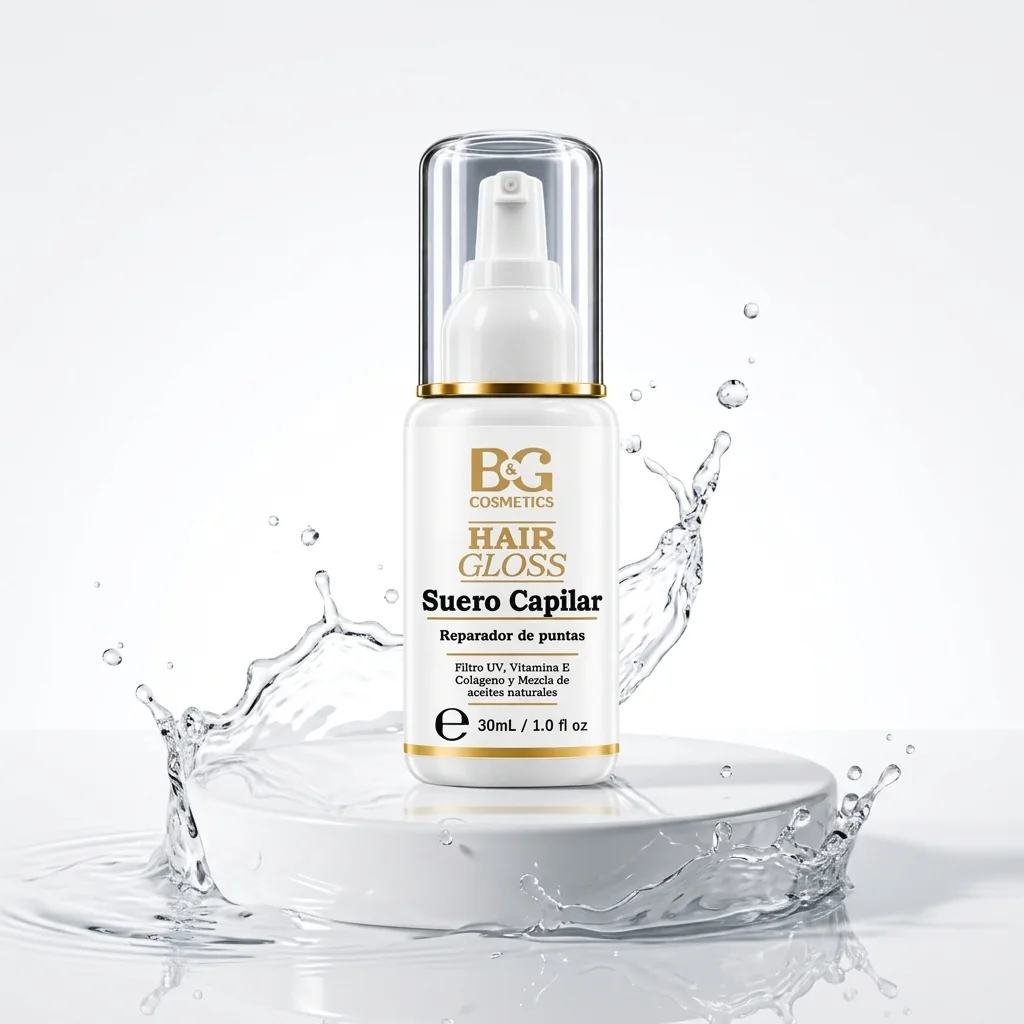 B&G
COSMETICS
HAIR
GLOSS
Suero Capilar
Reparador de puntas
Filtro UV, Vitamina E
Colageno y Mezcla de
aceites naturales
e 30mL / 1.0 fl oz